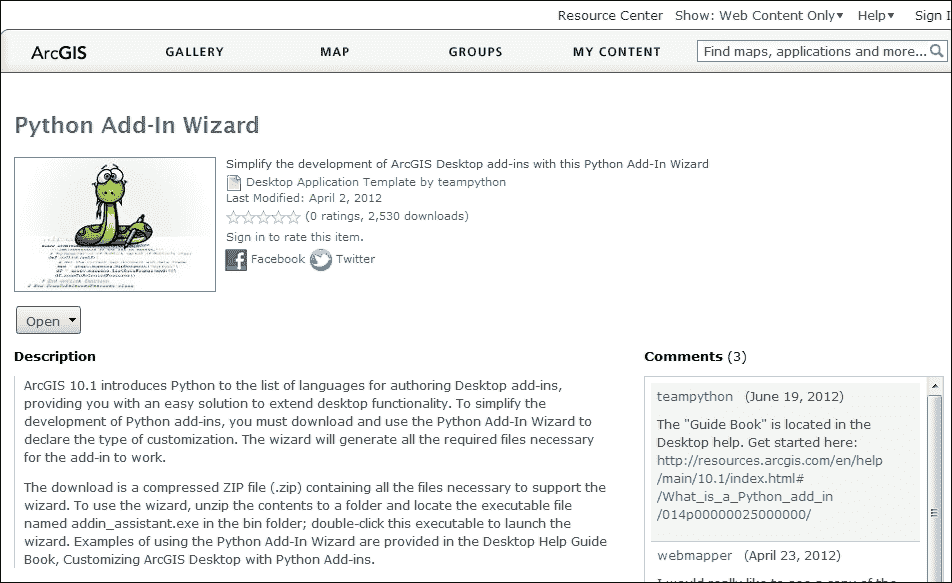 Resource Center Show: Web Content Only Help Sign I
ArcGIS GALLERY MAP GROUPS MY CONTENT Find maps, applications and more...
Python Add-In Wizard
Simplify the development of ArcGIS Desktop add-ins with this Python Add-In Wizard
Desktop Application Template by teampython
Last Modified: April 2, 2012
(0 ratings, 2,530 downloads)
Sign in to rate this item.
Facebook Twitter
Open
Description
ArcGIS 10.1 introduces Python to the list of languages for authoring Desktop add-ins,
providing you with an easy solution to extend desktop functionality. To simplify the
development of Python add-ins, you must download and use the Python Add-In Wizard to
declare the type of customization. The wizard will generate all the required files necessary
for the add-in to work.
The download is a compressed ZIP file (.zip) containing all the files necessary to support the
wizard. To use the wizard, unzip the contents to a folder and locate the executable file
named addin_assistant.exe in the bin folder; double-click this executable to launch the
wizard. Examples of using the Python Add-In Wizard are provided in the Desktop Help Guide
Book, Customizing ArcGIS Desktop with Python Add-ins.
Comments (3)
teampython (June 19, 2012)
The "Guide Book" is located in the
Desktop help. Get started here:
http://resources.arcgis.com/en/help
/main/10.1/index.html#
/What_is_a_Python_add_in
/014p00000025000000/
webmapper (April 23, 2012)